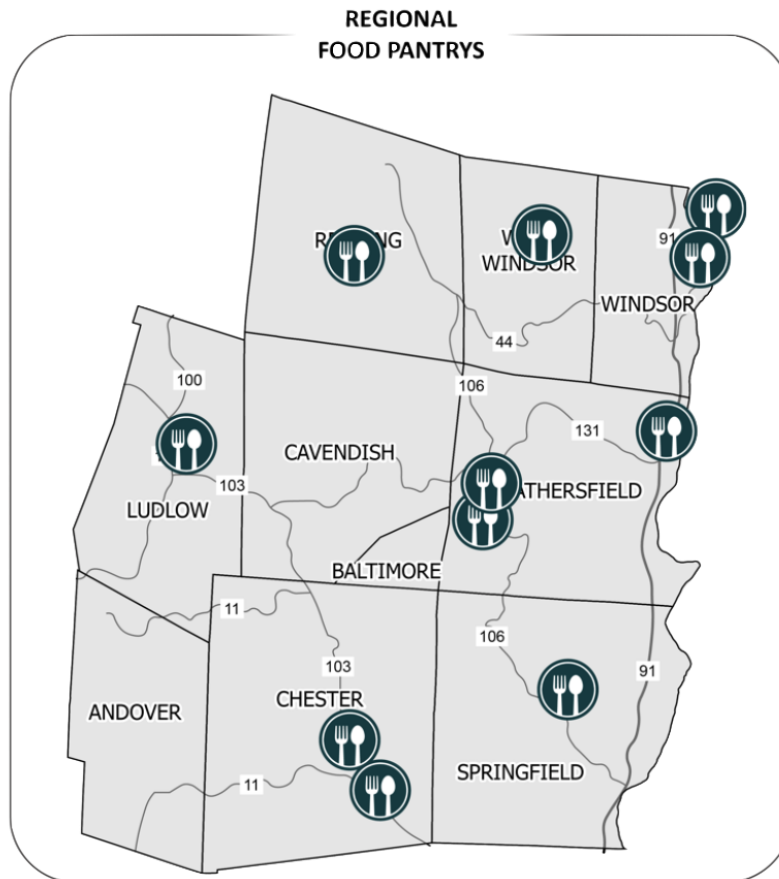 REGIONAL
FOOD PANTRYS
91
WINDSOR
WINDSOR
44
100
106
131
CAVENDISH
103
LUDLOW
BALTIMORE
11
106
103
91
CHESTER
ANDOVER
SPRINGFIELD
11